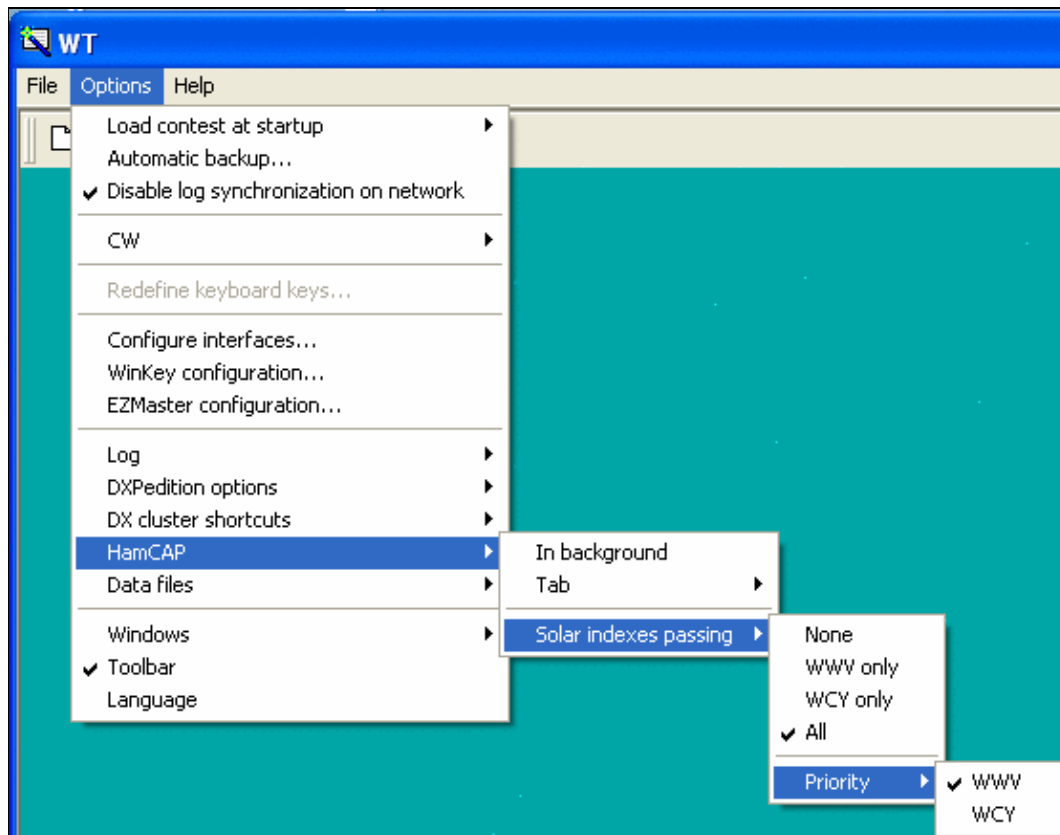 WT
File Options Help
Load contest at startup
Automatic backup...
Disable log synchronization on network
CW
Redefine keyboard keys...
Configure interfaces...
WinKey configuration...
EZMaster configuration...
Log
DXPedition options
DX cluster shortcuts
HamCAP
Data files
Windows
Toolbar
Language
In background
Tab
Solar indexes passing
None
WWV only
WCY only
All
Priority
WWV
WCY